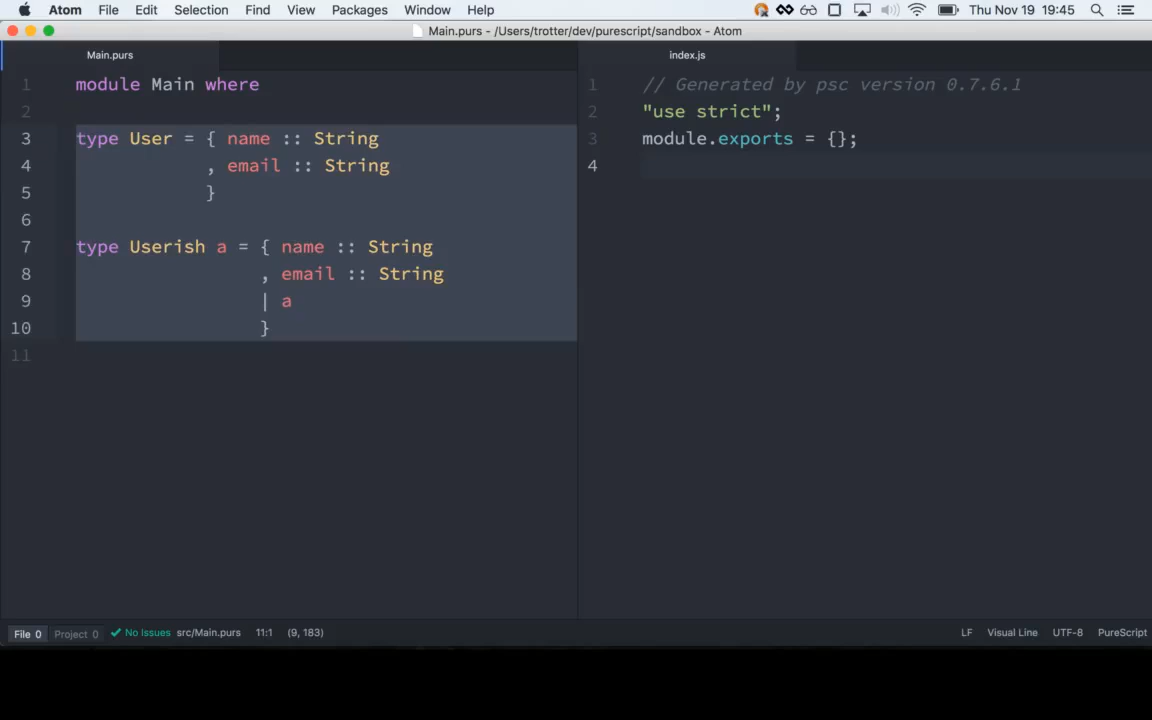 Atom File Edit Selection Find View Packages Window Help Thu Nov 19 19:45
Main.purs - /Users/trotter/dev/purescript/sandbox - Atom
Main.purs
1 module Main where
2
3 type User = { name :: String
4 , email :: String
5 }
6
7 type Userish a = { name :: String
8 , email :: String
9 | a
10 }
11
index.js
1 // Generated by psc version 0.7.6.1
2 "use strict";
3 module.exports = {};
4
File 0 Project 0 No Issues src/Main.purs 11:1 (9, 183) LF Visual Line UTF-8 PureScript